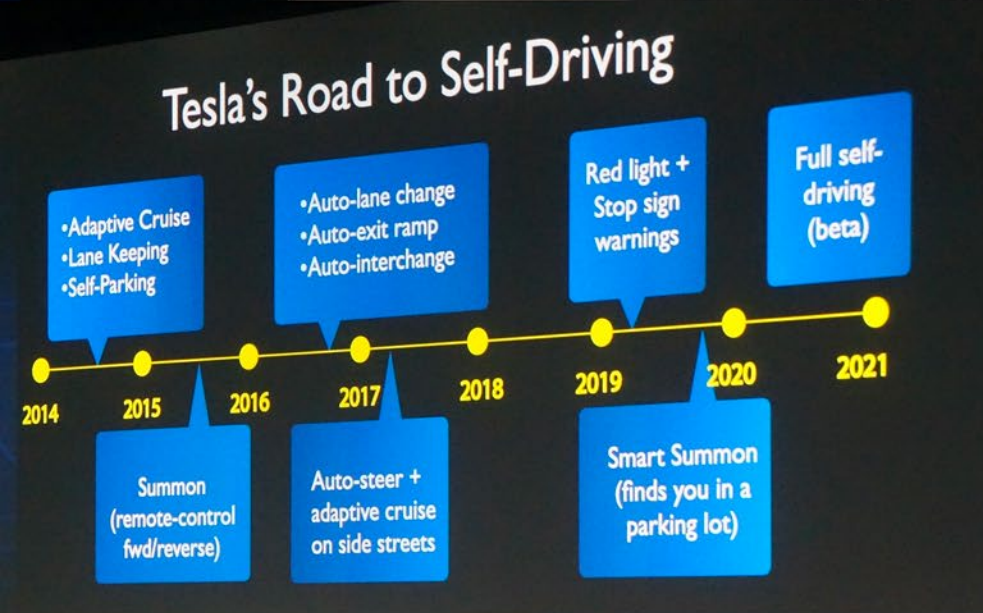 Tesla's Road to Self-Driving
•Adaptive Cruise
•Lane Keeping
•Self-Parking
•Auto-lane change
•Auto-exit ramp
•Auto-interchange
Red light +
Stop sign
warnings
Full self-
driving
(beta)
2014
2015
2016
2017
2018
2019
2020
2021
Summon
(remote-control
fwd/reverse)
Auto-steer +
adaptive cruise
on side streets
Smart Summon
(finds you in a
parking lot)